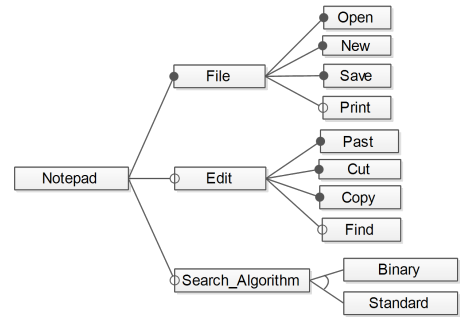 Notepad
File
Open
New
Save
Print
Edit
Past
Cut
Copy
Find
Search_Algorithm
Binary
Standard